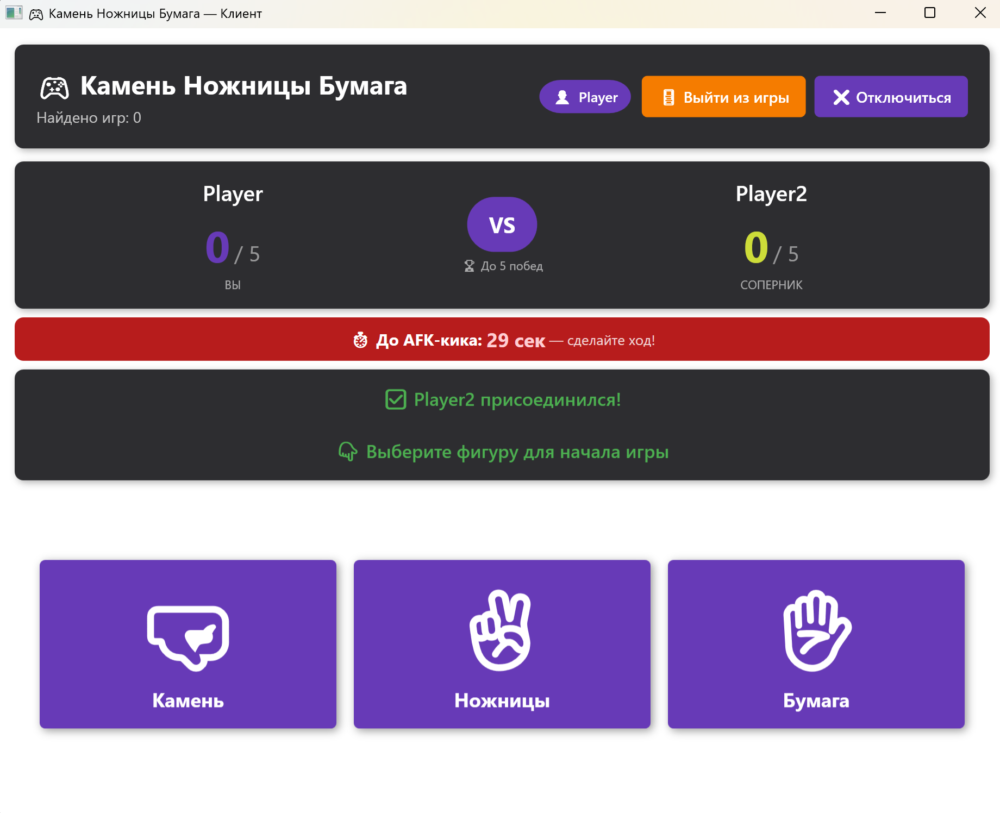 Камень Ножницы Бумага — Клиент
Камень Ножницы Бумага
Найдено игр: 0
Player
Выйти из игры
Отключиться
Player
0 / 5
ВЫ
VS
До 5 побед
Player2
0 / 5
СОПЕРНИК
До AFK-кика: 29 сек — сделайте ход!
Player2 присоединился!
Выберите фигуру для начала игры
Камень
Ножницы
Бумага